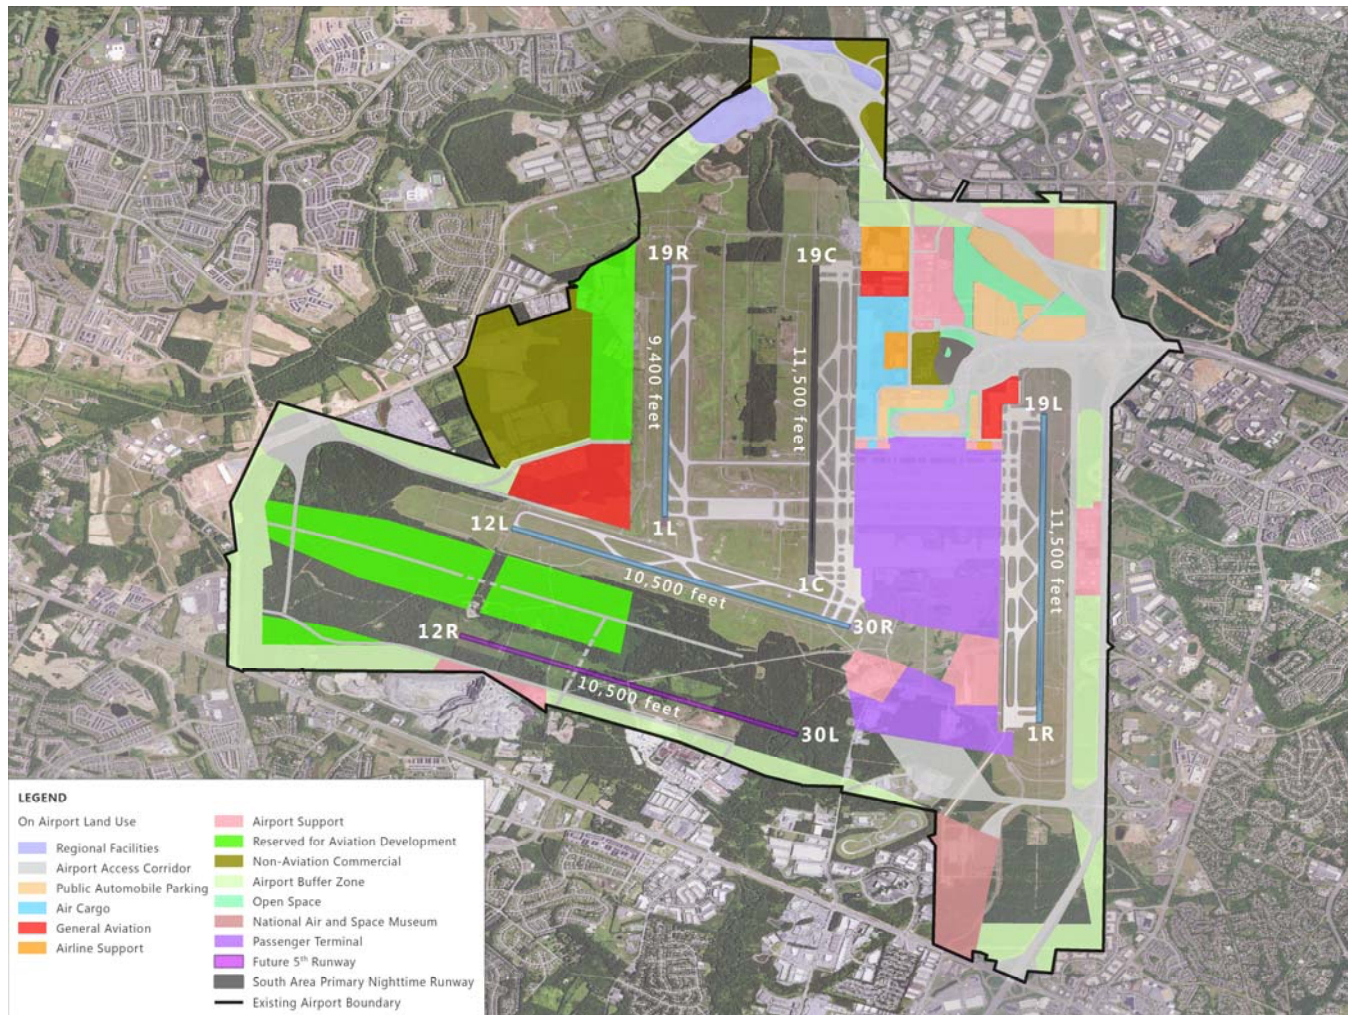 19R
19C
9,400 feet
11,500 feet
19L
12L
1L
11,500 feet
10,500 feet
1C
12R
30R
10,500 feet
30L
1R
LEGEND
On Airport Land Use
Regional Facilities
Airport Access Corridor
Public Automobile Parking
Air Cargo
General Aviation
Airline Support
Airport Support
Reserved for Aviation Development
Non-Aviation Commercial
Airport Buffer Zone
Open Space
National Air and Space Museum
Passenger Terminal
Future 5th Runway
South Area Primary Nighttime Runway
Existing Airport Boundary